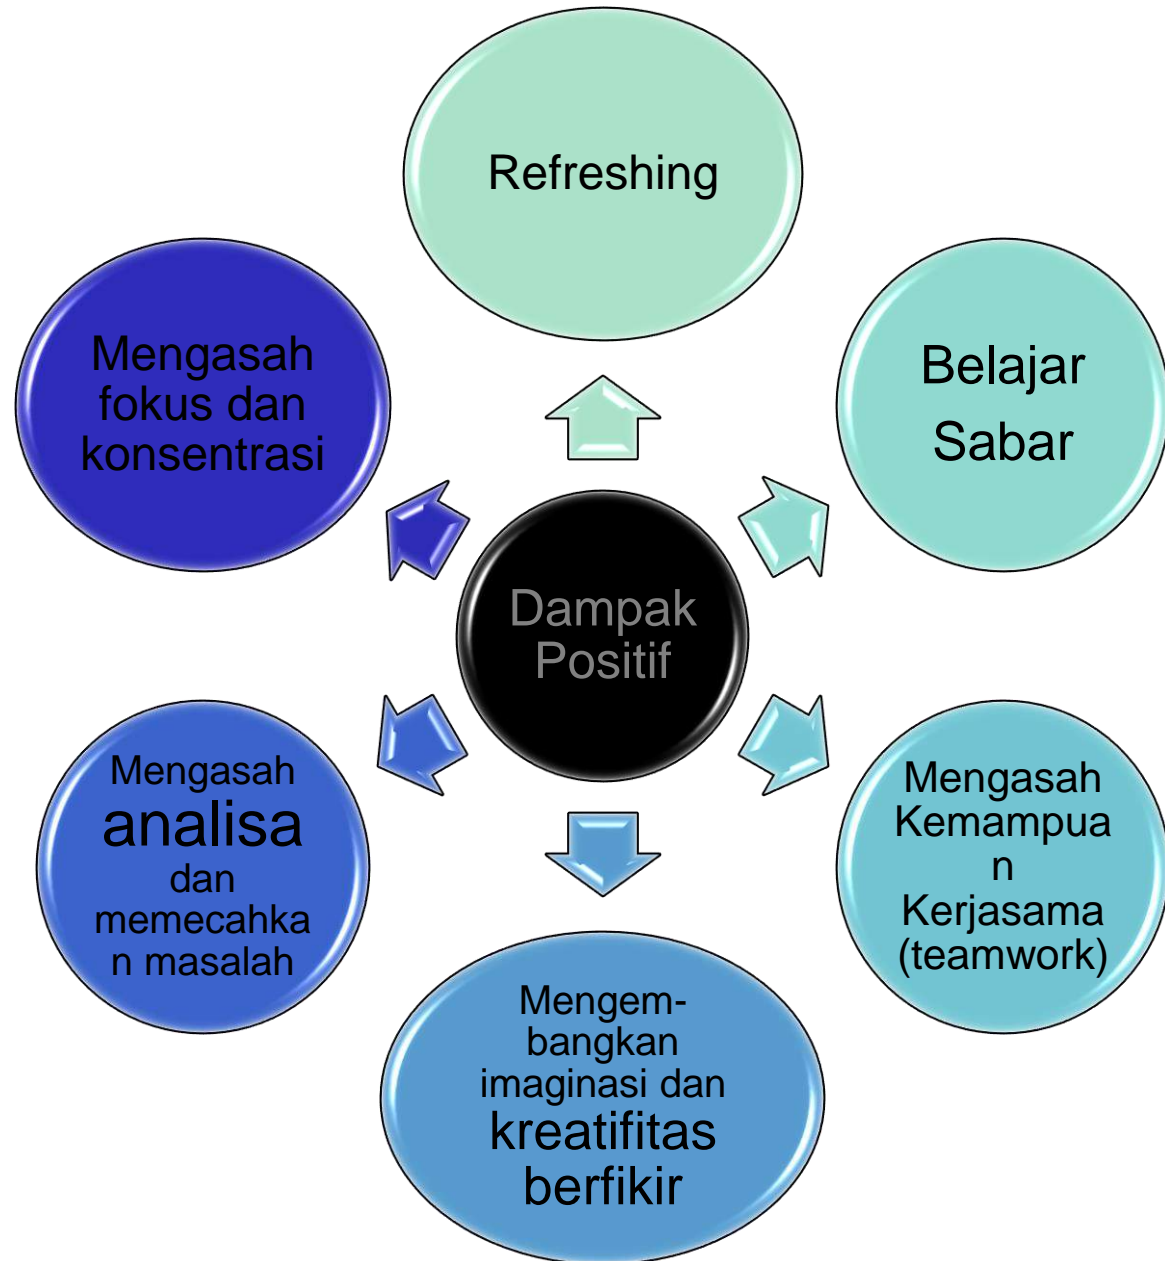 Refreshing
Belajar
Sabar
Mengasah
Kemampua
n
Kerjasama
(teamwork)
Mengem-
bangkan
imaginasi dan
kreatifitas
berfikir
Mengasah
analisa
dan
memecahka
n masalah
Mengasah
fokus dan
konsentrasi
Dampak
Positif